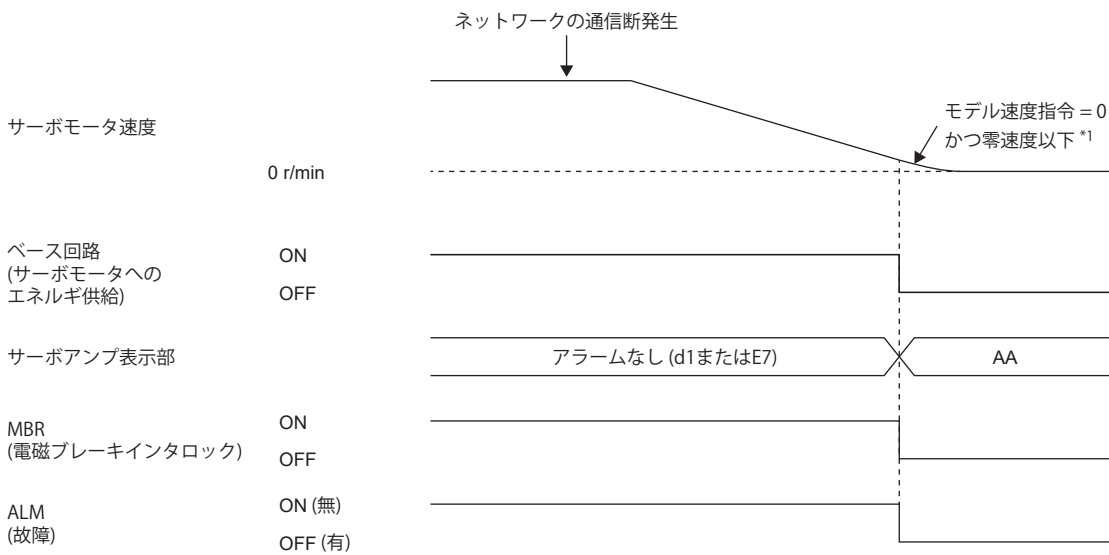 ネットワークの通信断発生
サーボモータ速度
モデル速度指令 = 0
かつ零速度以下 *1
0 r/min
ベース回路
(サーボモータへの
エネルギ供給)
ON
OFF
サーボアンプ表示部
アラームなし (d1またはE7)
AA
MBR
(電磁ブレーキインタロック)
ON
OFF
ALM
(故障)
ON (無)
OFF (有)